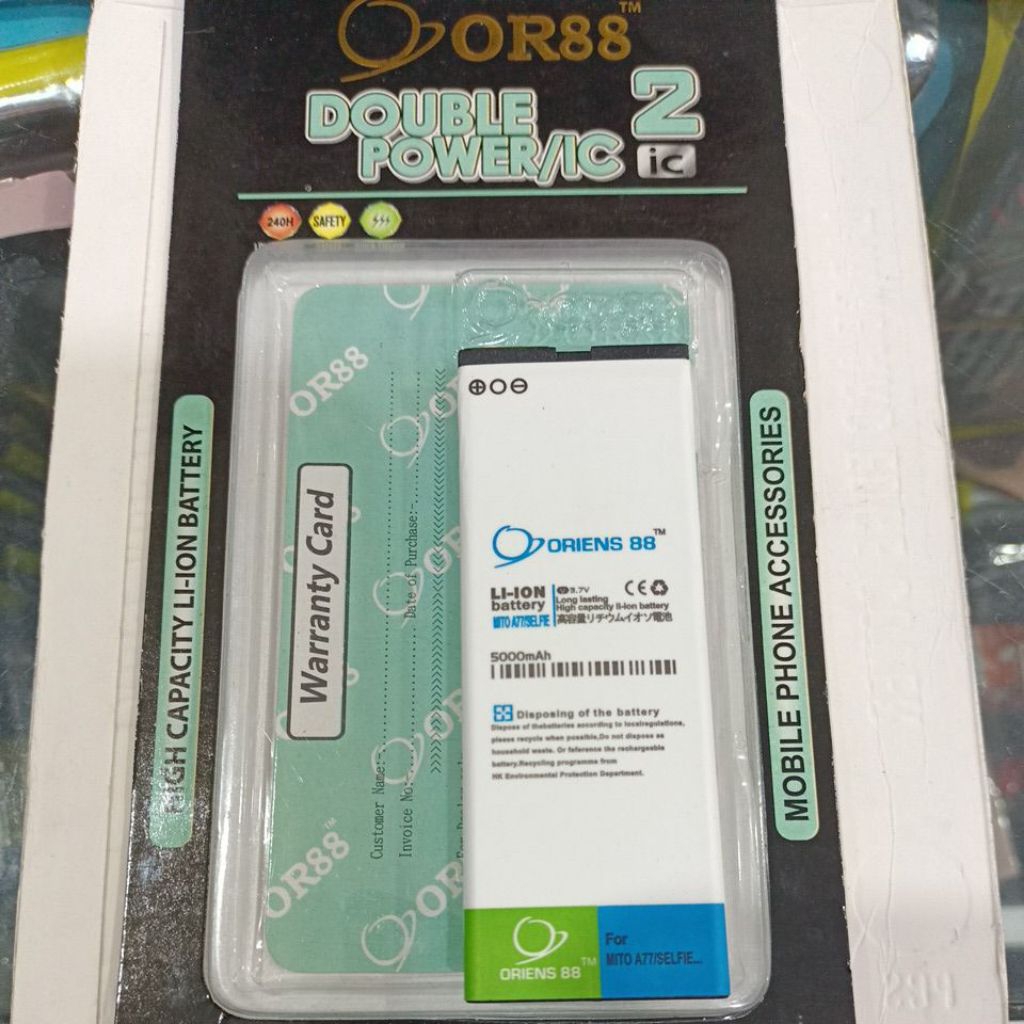 OR88™
DOUBLE
POWER/IC
2
ic
240H
SAFETY
HIGH CAPACITY LI-ION BATTERY
MOBILE PHONE ACCESSORIES
OR88
Warranty Card
Date of Purchase:
Customer Name:
Invoice No:
OR88™
ORIENS 88™
LI-ION
battery
MITO A77/SELFIE
3.7V
Long lasting
High capacity li-ion battery
高容量リチウムイオソ電池
5000mAh
Disposing of the battery
Dispose of thebatteries according to localregulations,
please recycle when possible,Do not dispose as
household waste. Or faference the rechargeable
battery.Recycling programme from
HK Environmental Protection Department.
ORIENS 88™
For
MITO A77/SELFIE...